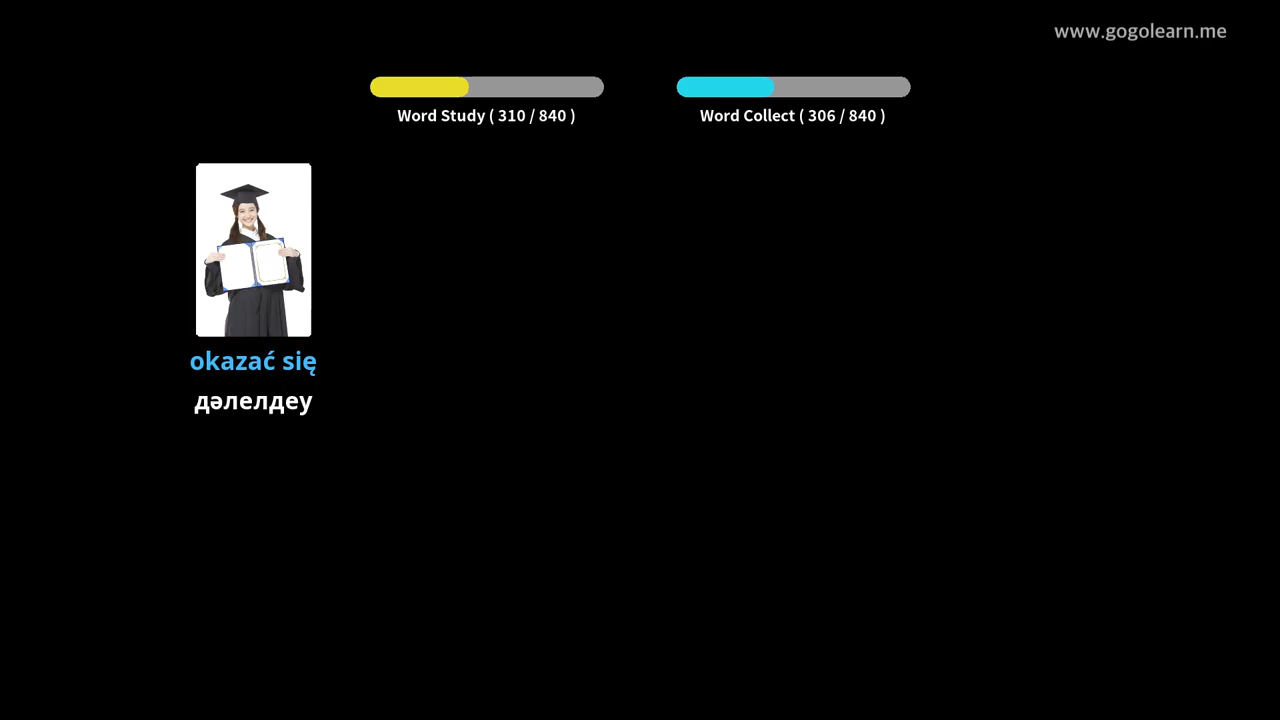 www.gogolearn.me
Word Study ( 310 / 840 )
Word Collect ( 306 / 840 )
okazać się
дәлелдеу